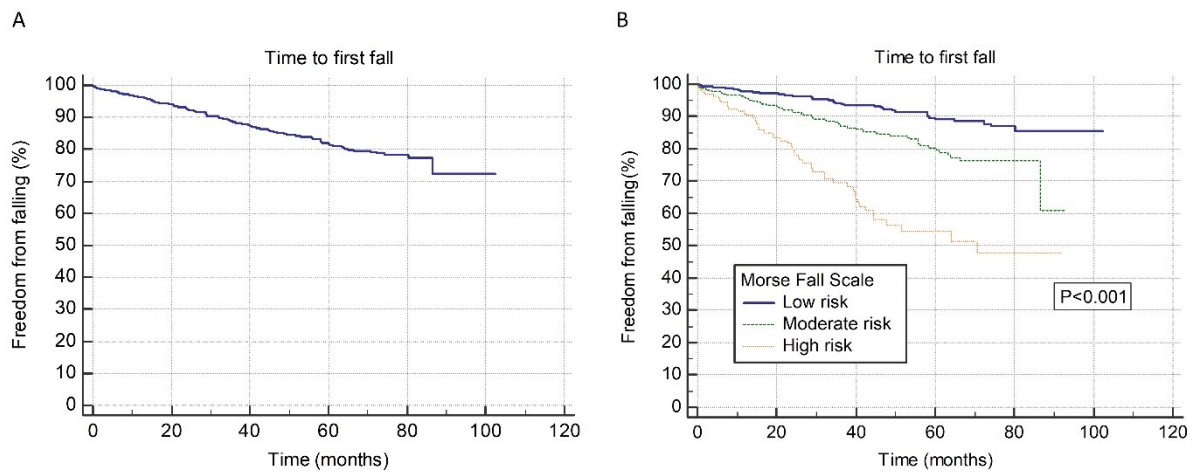 A
Time to first fall
Freedom from falling (%)
100
90
80
70
60
50
40
30
20
10
0
0 20 40 60 80 100 120
Time (months)
B
Time to first fall
Freedom from falling(%)
100
90
80
70
60
50
40
30
20
10
0
Morse Fall Scale
Low risk
Moderate risk
High risk
P<0.001
0 20 40 60 80 100 120
Time (months)